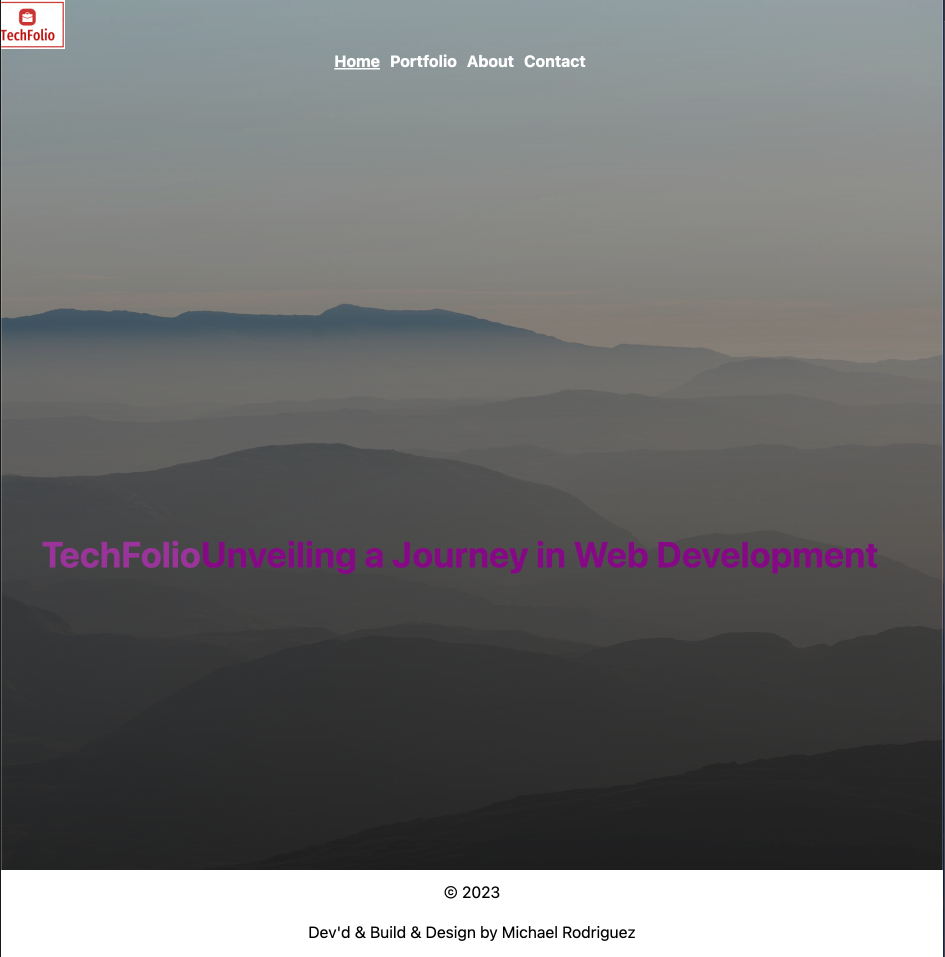 TechFolio
Home Portfolio About Contact
TechFolioUnveiling a Journey in Web Development
© 2023
Dev'd & Build & Design by Michael Rodriguez